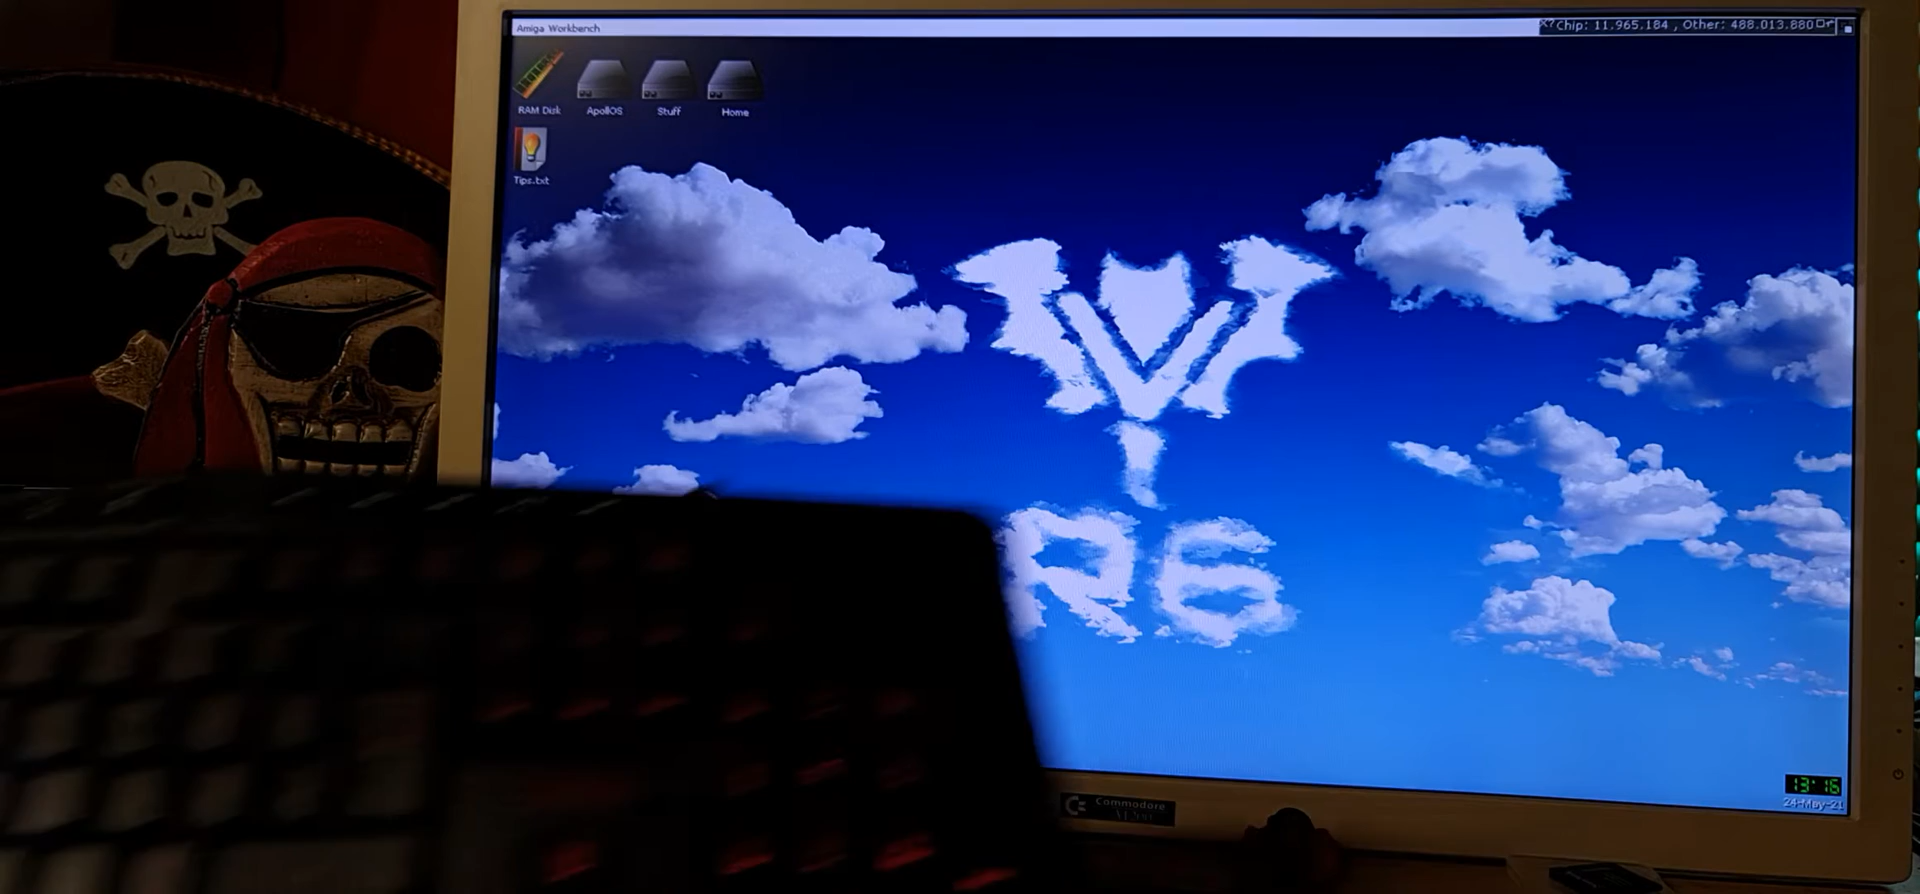 Amiga Workbench
Chip: 11.965.184 , Other: 488.013.880
RAM Disk
ApollOS
Stuff
Home
Tips.txt
R6
13:16
24-May-21
Commodore